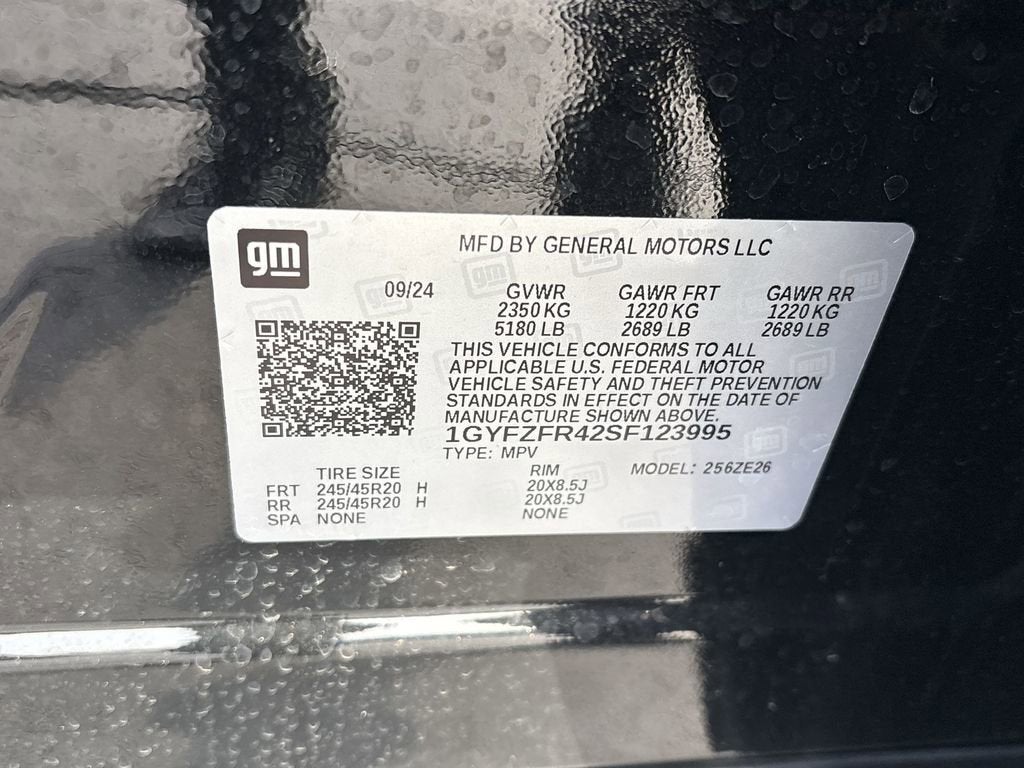 gm
MFD BY GENERAL MOTORS LLC
09/24 GVWR GAWR FRT GAWR RR
2350 KG 1220 KG 1220 KG
5180 LB 2689 LB 2689 LB
THIS VEHICLE CONFORMS TO ALL
APPLICABLE U.S. FEDERAL MOTOR
VEHICLE SAFETY AND THEFT PREVENTION
STANDARDS IN EFFECT ON THE DATE OF
MANUFACTURE SHOWN ABOVE.
1GYFZFR42SF123995
TYPE: MPV
TIRE SIZE RIM MODEL: 256ZE26
FRT 245/45R20 H 20X8.5J
RR 245/45R20 H 20X8.5J
SPA NONE NONE